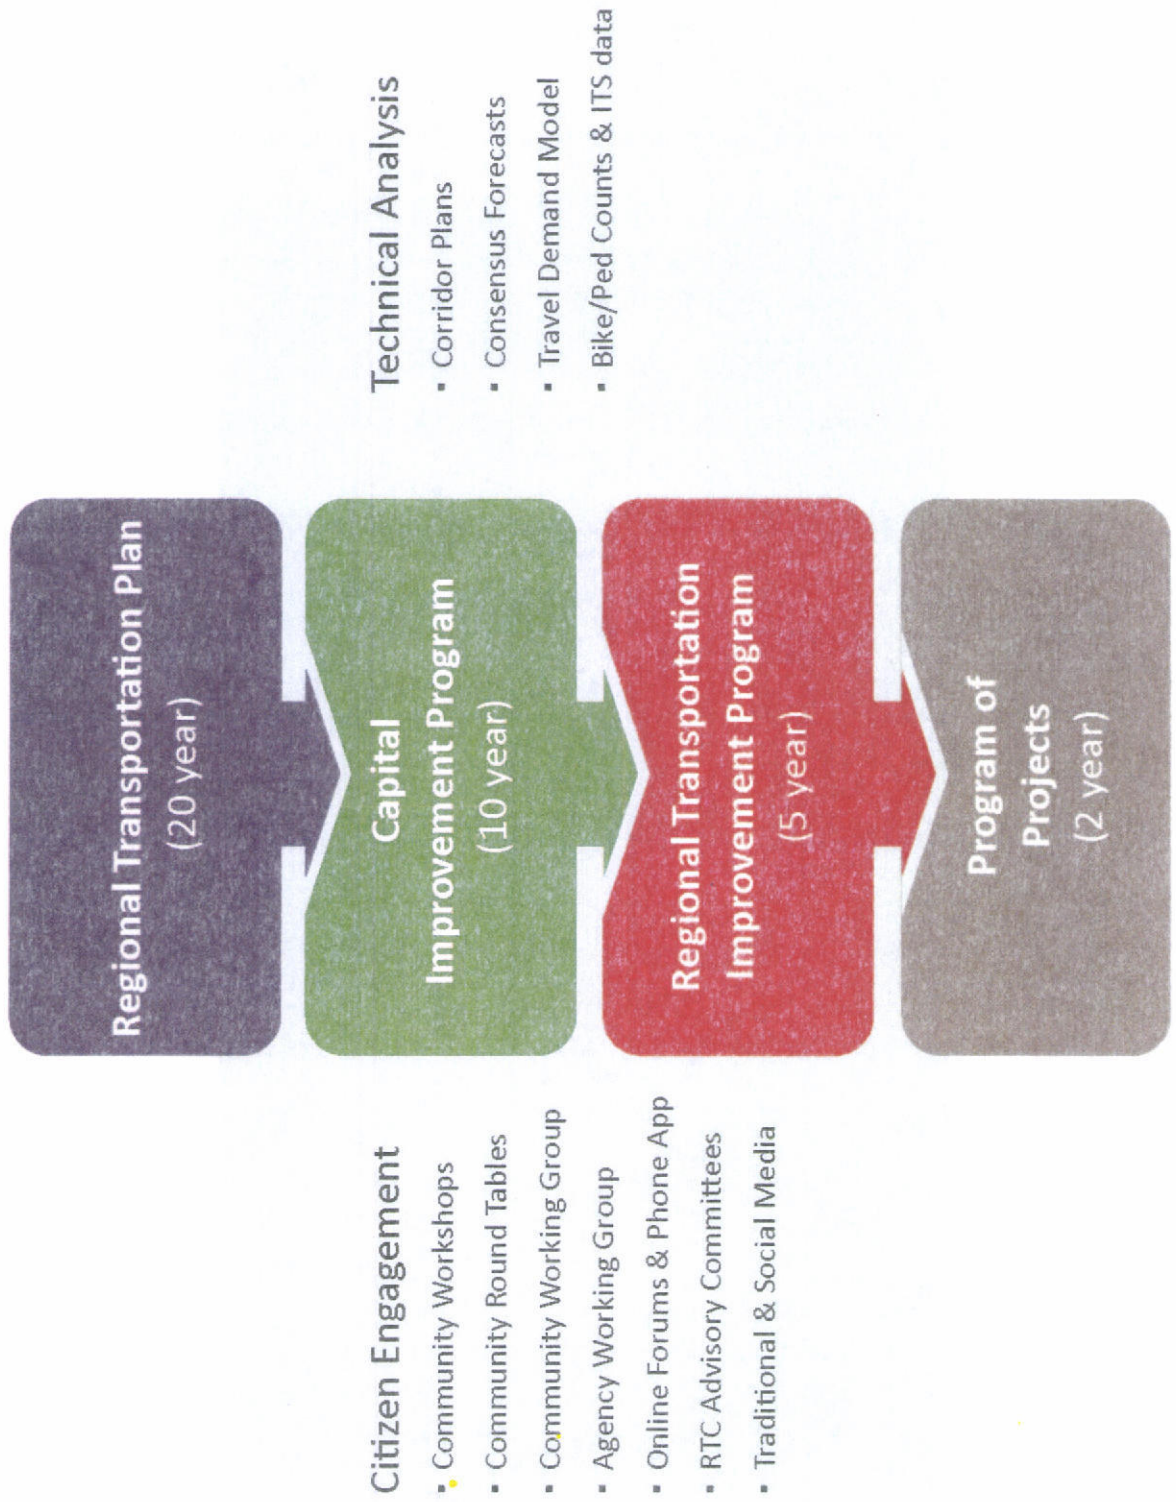 Citizen Engagement
▪ Community Workshops
▪ Community Round Tables
▪ Community Working Group
▪ Agency Working Group
▪ Online Forums & Phone App
▪ RTC Advisory Committees
▪ Traditional & Social Media
Regional Transportation Plan
(20 year)
Capital
Improvement Program
(10 year)
Regional Transportation
Improvement Program
(5 year)
Program of
Projects
(2 year)
Technical Analysis
▪ Corridor Plans
▪ Consensus Forecasts
▪ Travel Demand Model
▪ Bike/Ped Counts & ITS data